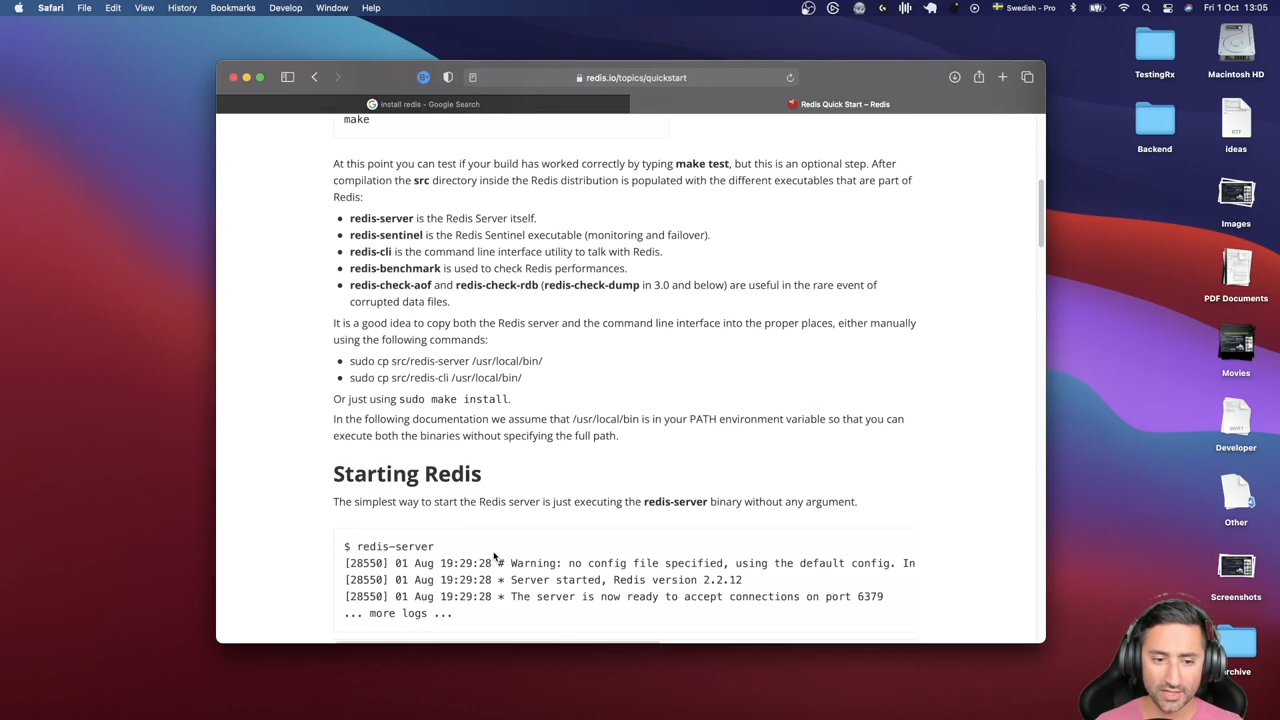 Safari File Edit View History Bookmarks Develop Window Help
Swedish - Pro Fri 1 Oct 13:05
redis.io/topics/quickstart
install redis - Google Search
Redis Quick Start – Redis
make
At this point you can test if your build has worked correctly by typing make test, but this is an optional step. After
compilation the src directory inside the Redis distribution is populated with the different executables that are part of
Redis:
redis-server is the Redis Server itself.
redis-sentinel is the Redis Sentinel executable (monitoring and failover).
redis-cli is the command line interface utility to talk with Redis.
redis-benchmark is used to check Redis performances.
redis-check-aof and redis-check-rdb (redis-check-dump in 3.0 and below) are useful in the rare event of
corrupted data files.
It is a good idea to copy both the Redis server and the command line interface into the proper places, either manually
using the following commands:
sudo cp src/redis-server /usr/local/bin/
sudo cp src/redis-cli /usr/local/bin/
Or just using sudo make install.
In the following documentation we assume that /usr/local/bin is in your PATH environment variable so that you can
execute both the binaries without specifying the full path.
Starting Redis
The simplest way to start the Redis server is just executing the redis-server binary without any argument.
$ redis-server
[28550] 01 Aug 19:29:28 # Warning: no config file specified, using the default config. In
[28550] 01 Aug 19:29:28 * Server started, Redis version 2.2.12
[28550] 01 Aug 19:29:28 * The server is now ready to accept connections on port 6379
... more logs ...
TestingRx
Macintosh HD
Backend
RTF
ideas
Images
PDF Documents
Movies
SWIFT
Developer
Other
Screenshots